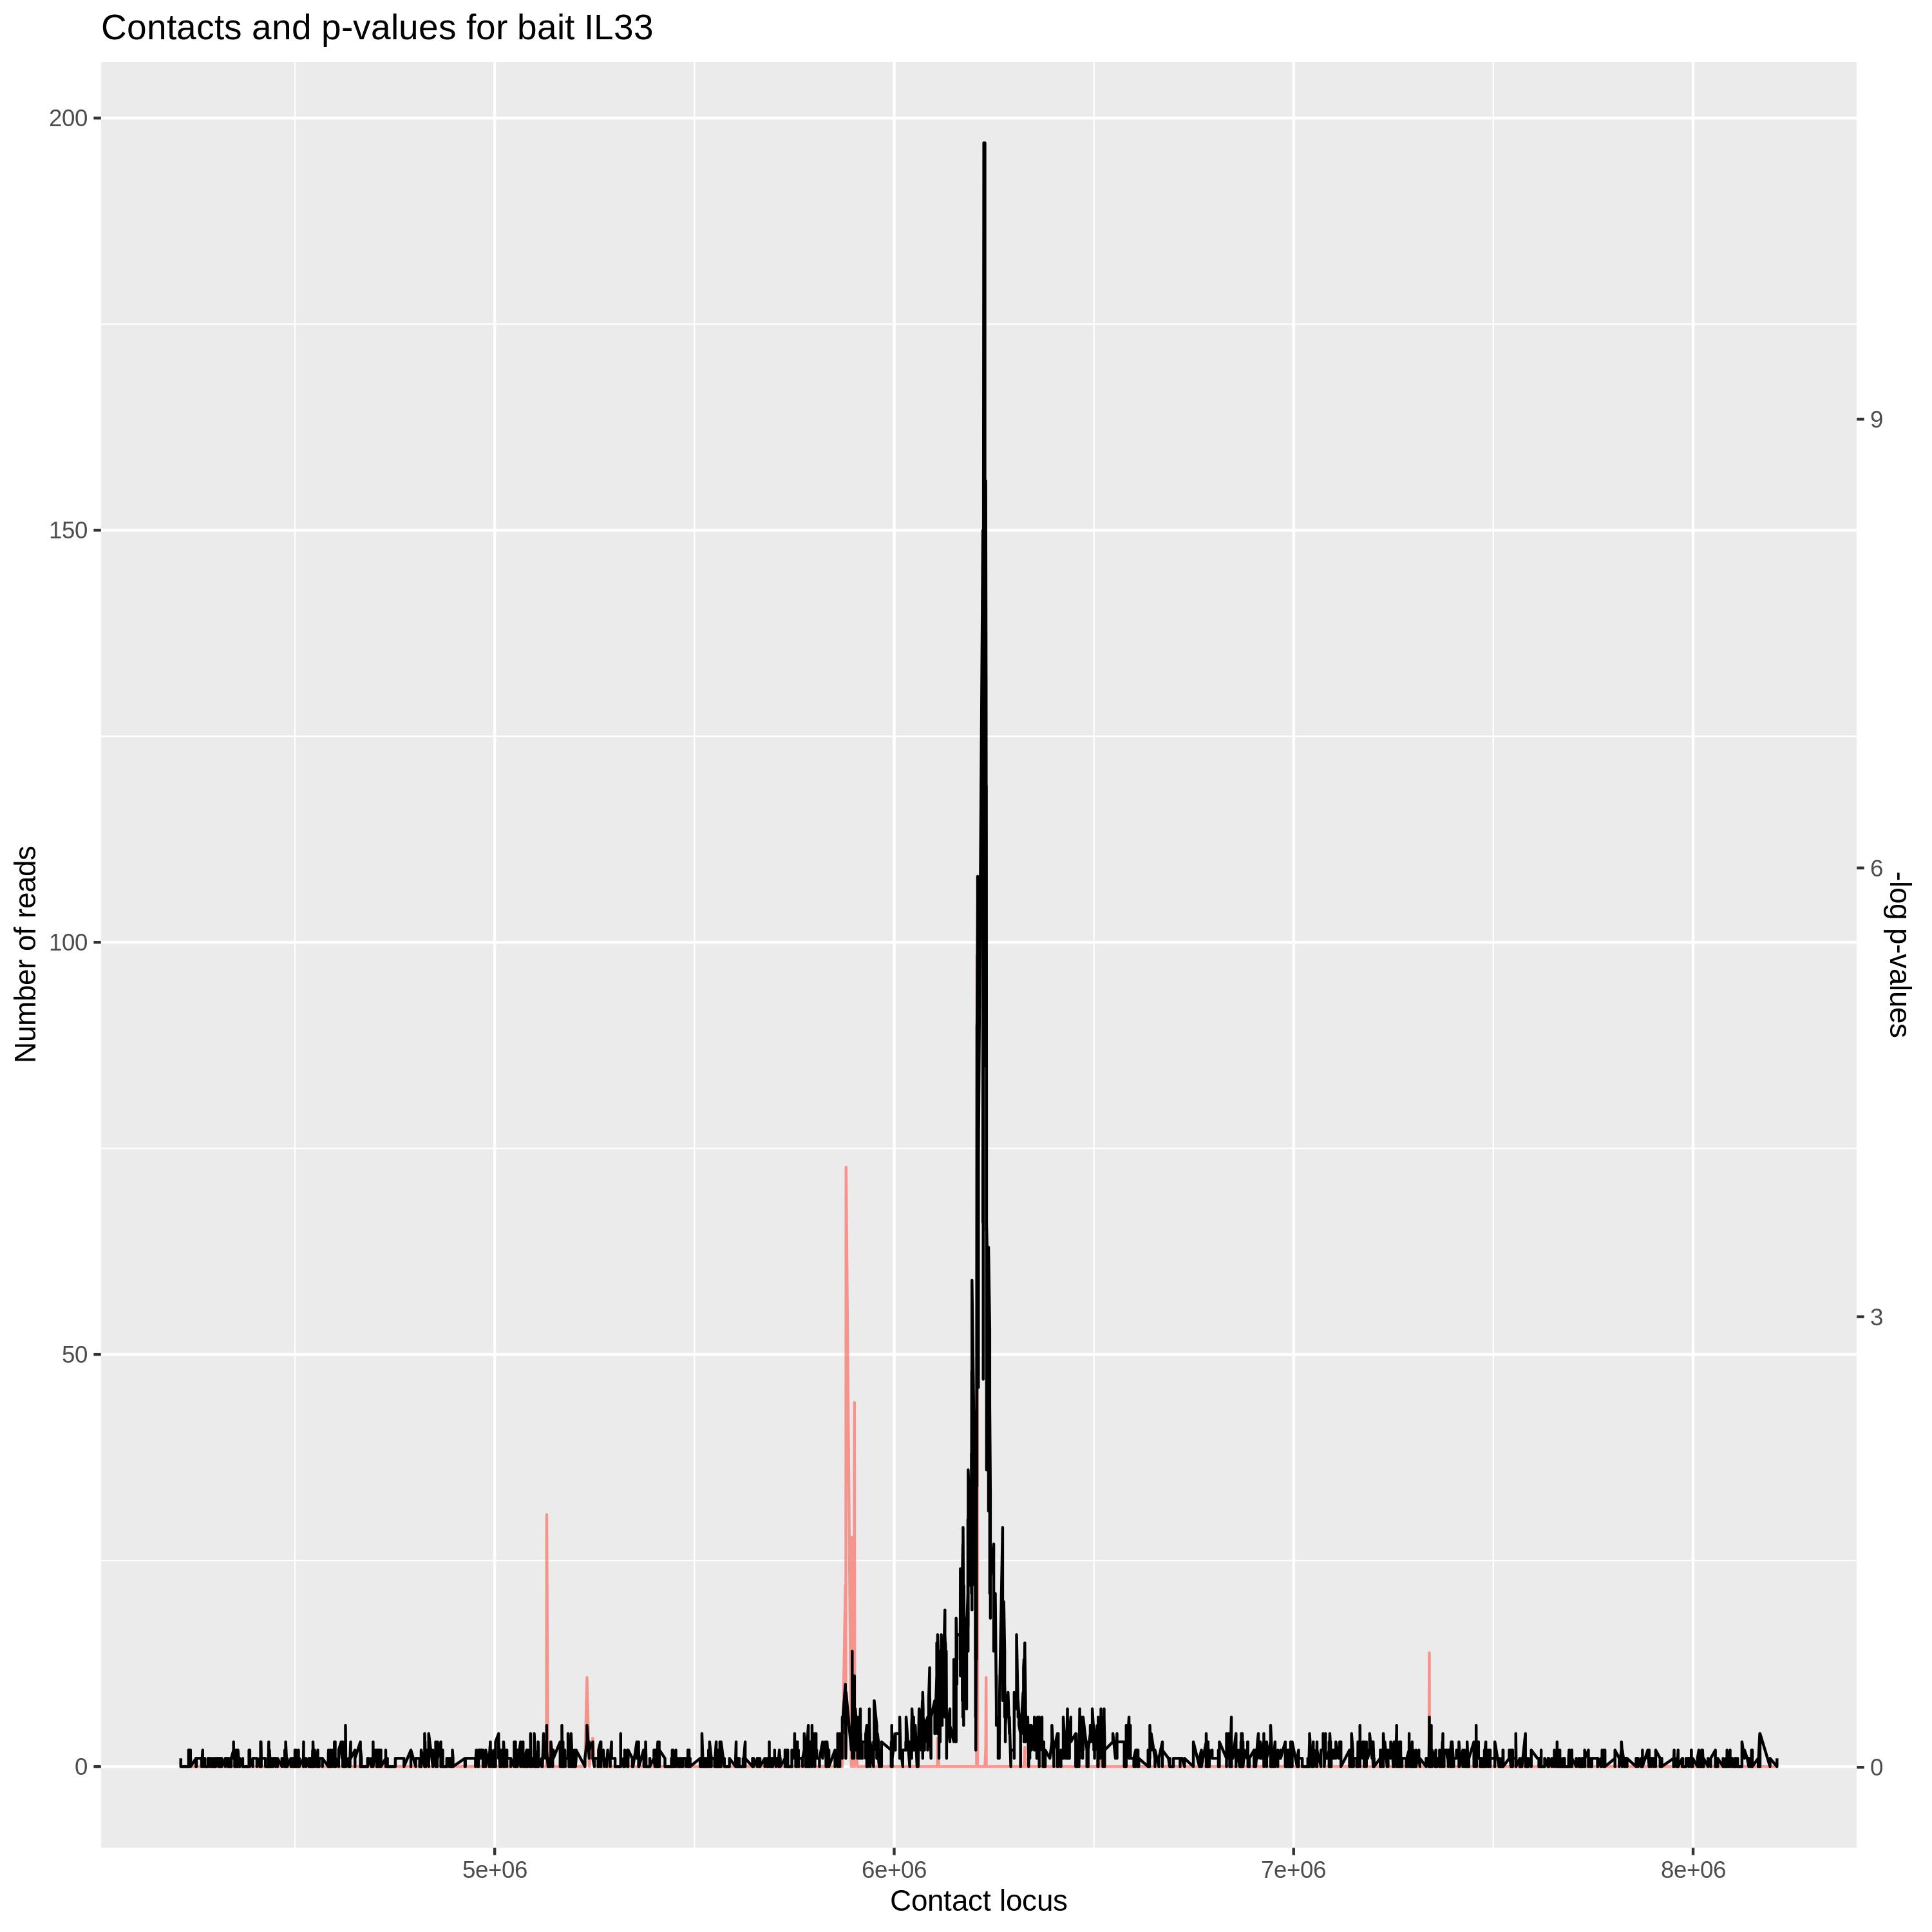 Contacts and p-values for bait IL33
200
150
100
50
0
Number of reads
9
6
3
0
-log p-values
5e+06
6e+06
7e+06
8e+06
Contact locus